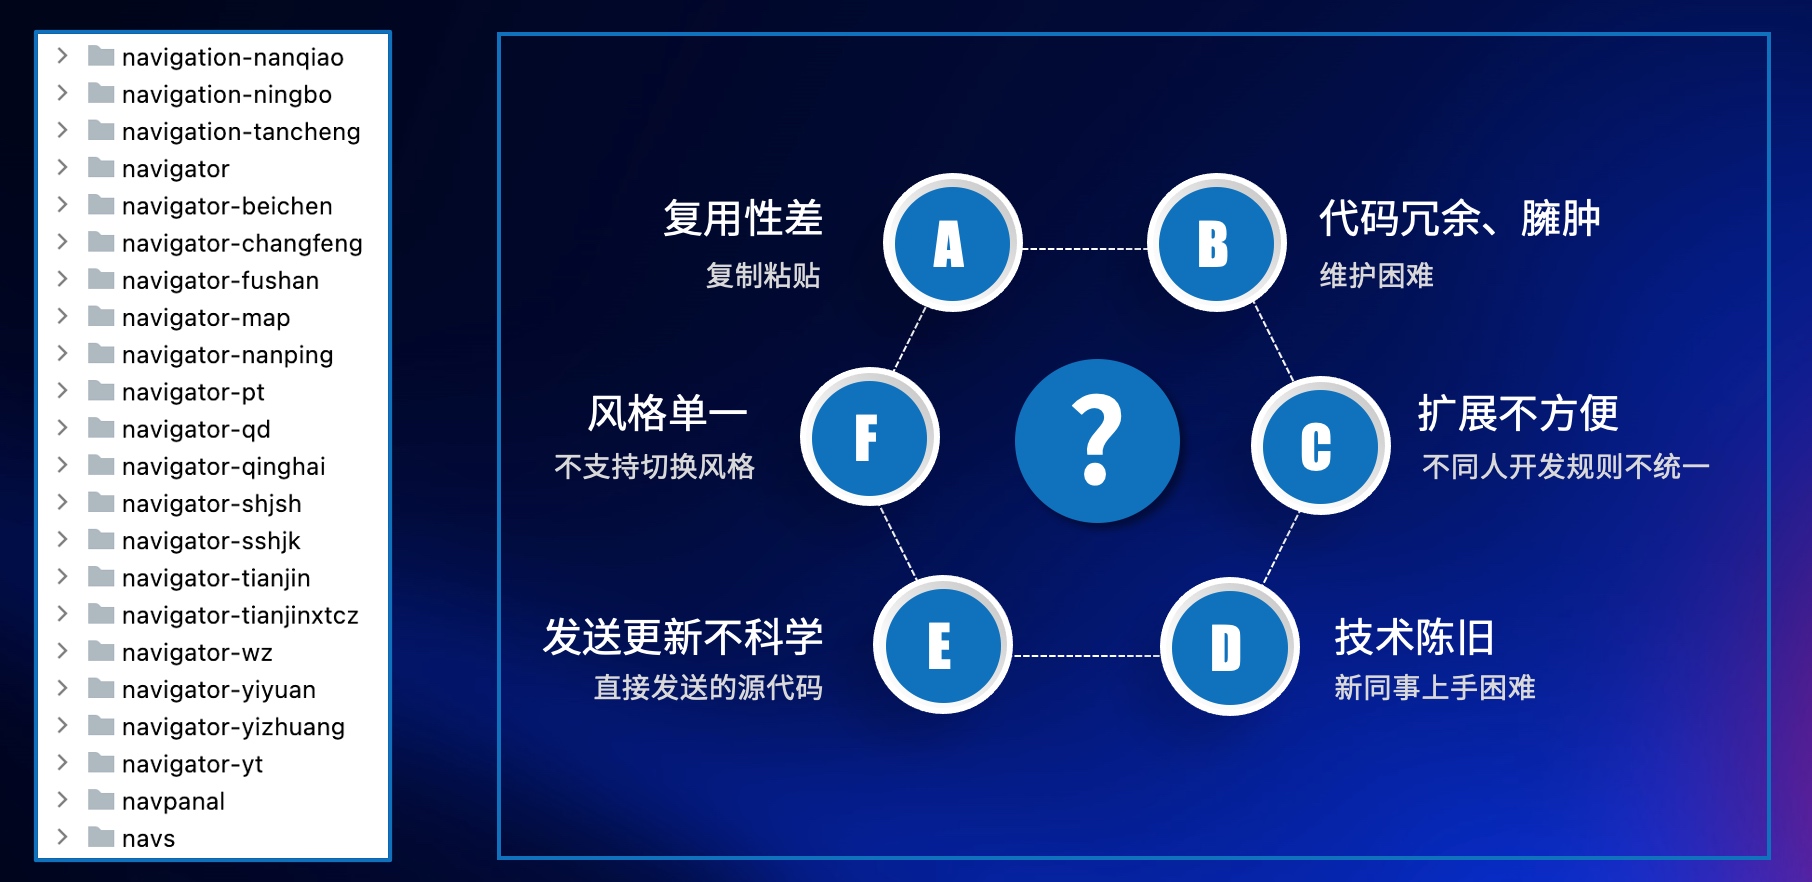 navigation-nanqiao
navigation-ningbo
navigation-tancheng
navigator
navigator-beichen
navigator-changfeng
navigator-fushan
navigator-map
navigator-nanping
navigator-pt
navigator-qd
navigator-qinghai
navigator-shjsh
navigator-sshjk
navigator-tianjin
navigator-tianjinxtcz
navigator-wz
navigator-yiyuan
navigator-yizhuang
navigator-yt
navpanal
navs
复用性差
复制粘贴
A
B
代码冗余、臃肿
维护困难
风格单一
不支持切换风格
F
?
C
扩展不方便
不同人开发规则不统一
发送更新不科学
直接发送的源代码
E
D
技术陈旧
新同事上手困难